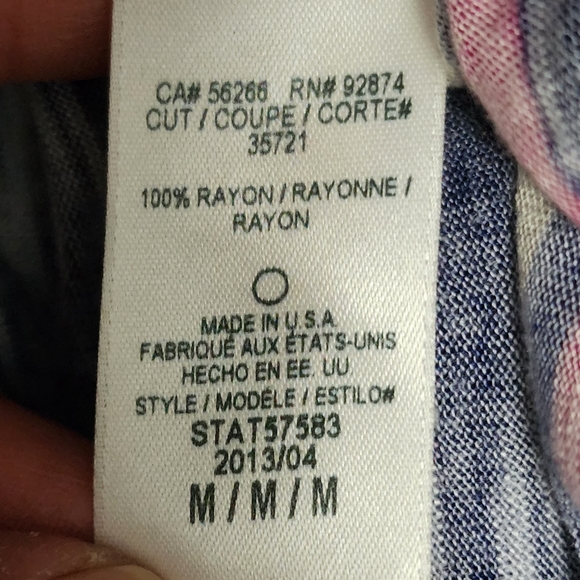 CA# 56266 RN# 92874
CUT / COUPE / CORTE#
35721
100% RAYON / RAYONNE /
RAYON
MADE IN U.S.A.
FABRIQUÉ AUX ÉTATS-UNIS
HECHO EN EE. UU.
STYLE / MODÉLE / ESTILO#
STAT57583
2013/04
M / M / M